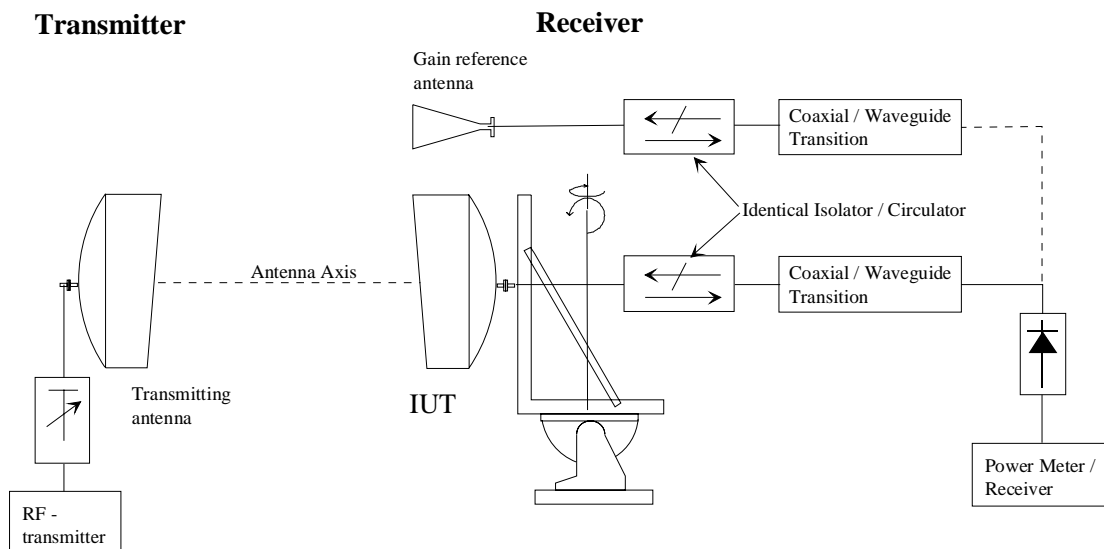 Transmitter
Receiver
Gain reference
antenna
Coaxial / Waveguide
Transition
Identical Isolator / Circulator
Antenna Axis
Coaxial / Waveguide
Transition
Transmitting
antenna
IUT
Power Meter /
Receiver
RF -
transmitter